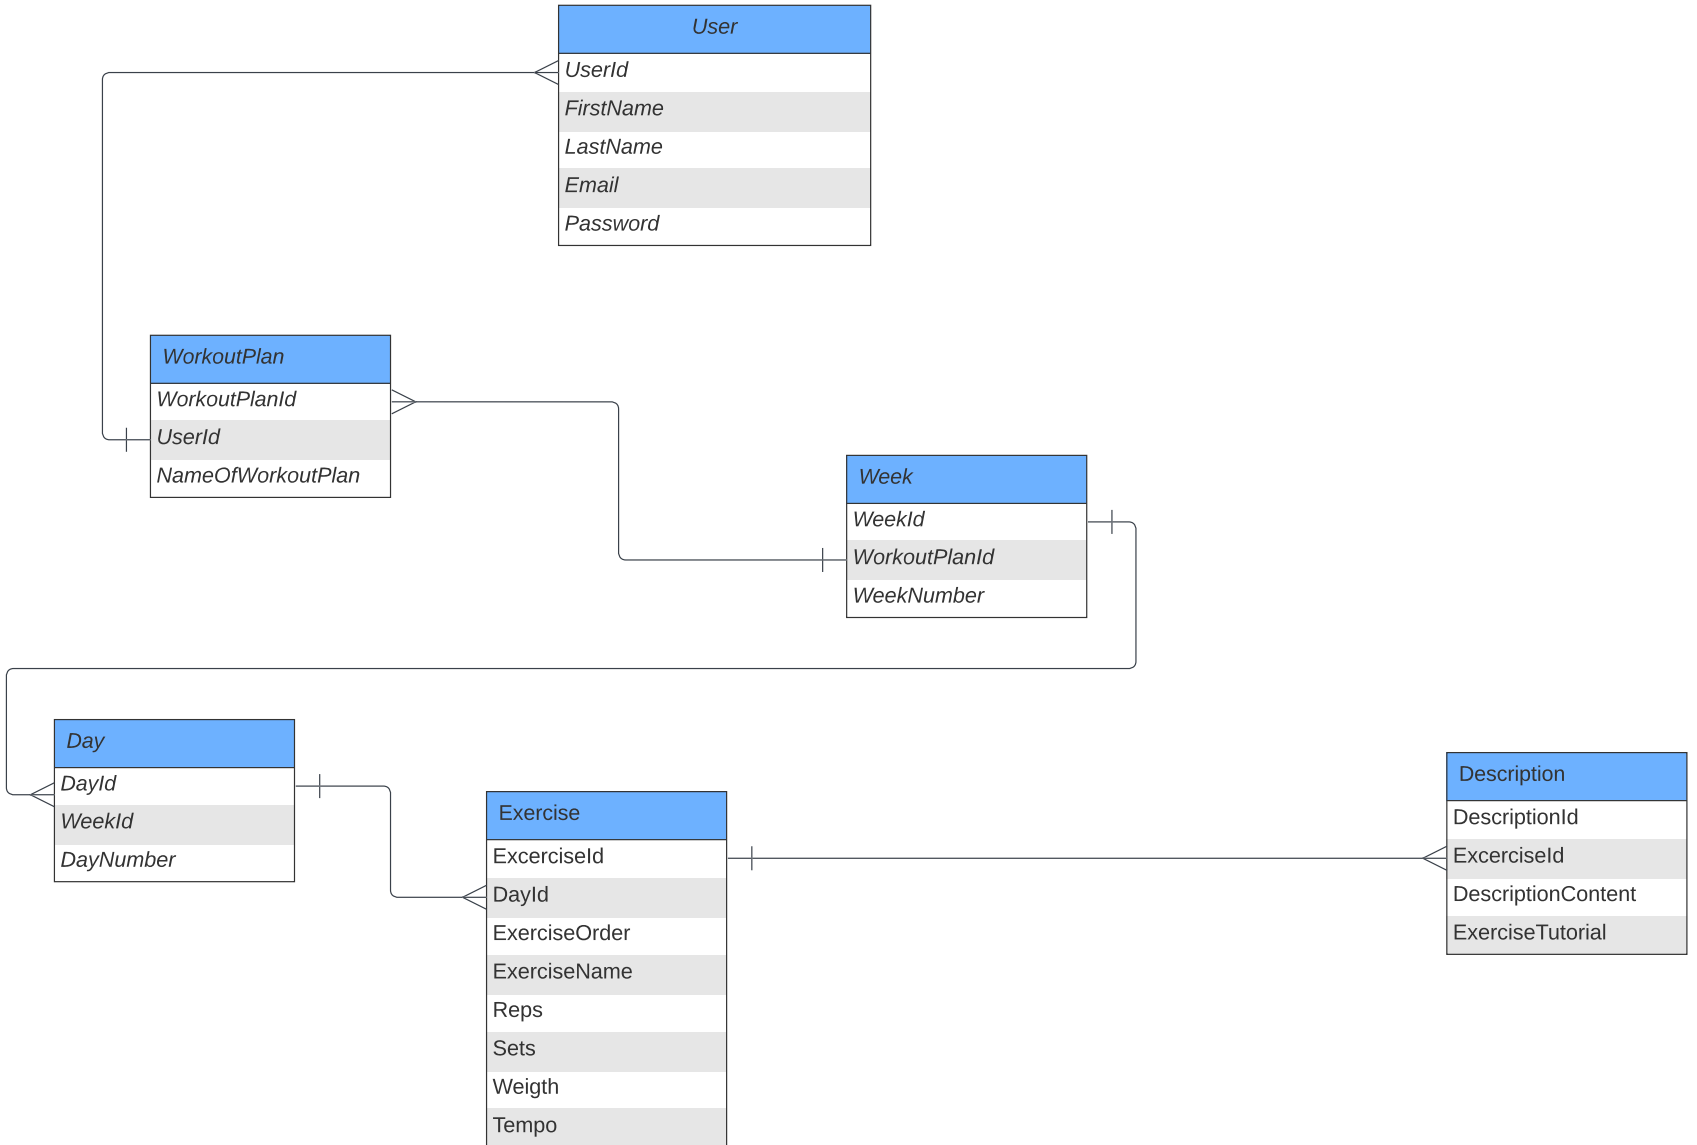 User
UserId
FirstName
LastName
Email
Password
WorkoutPlan
WorkoutPlanId
UserId
NameOfWorkoutPlan
Week
WeekId
WorkoutPlanId
WeekNumber
Day
DayId
WeekId
DayNumber
Exercise
ExcerciseId
DayId
ExerciseOrder
ExerciseName
Reps
Sets
Weigth
Tempo
Description
DescriptionId
ExcerciseId
DescriptionContent
ExerciseTutorial